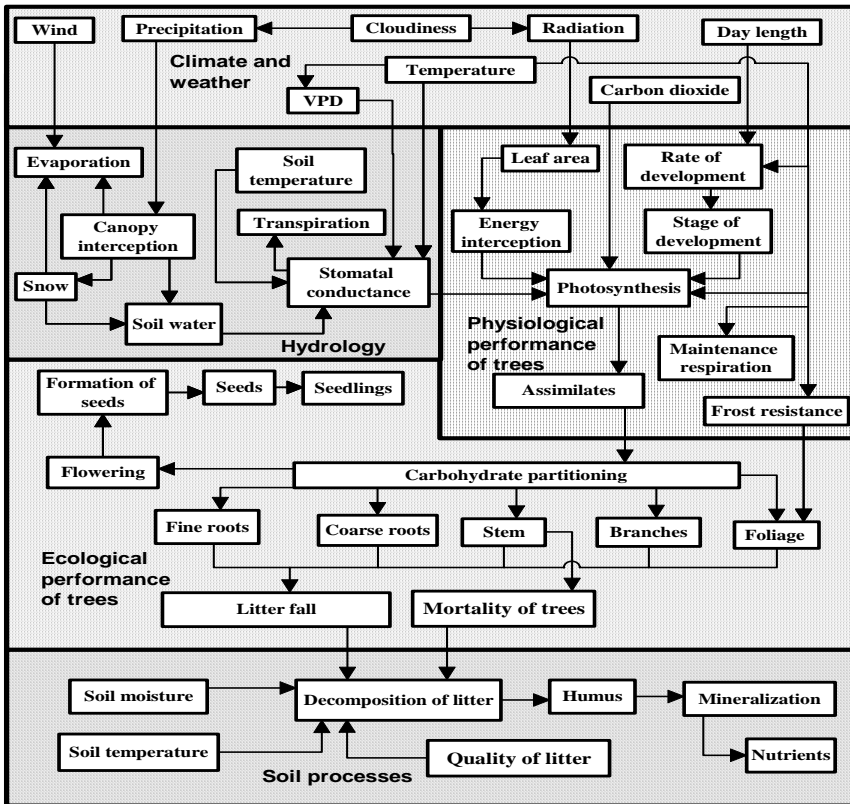 Wind
Precipitation
Cloudiness
Radiation
Day length
Climate and
weather
Temperature
VPD
Carbon dioxide
Evaporation
Soil
temperature
Leaf area
Rate of
development
Transpiration
Canopy
interception
Energy
interception
Stage of
development
Snow
Stomatal
conductance
Photosynthesis
Soil water
Hydrology
Physiological
performance
of trees
Maintenance
respiration
Formation of
seeds
Seeds
Seedlings
Assimilates
Frost resistance
Flowering
Carbohydrate partitioning
Fine roots
Coarse roots
Stem
Branches
Foliage
Ecological
performance
of trees
Litter fall
Mortality of trees
Soil moisture
Decomposition of litter
Humus
Mineralization
Soil temperature
Quality of litter
Nutrients
Soil processes